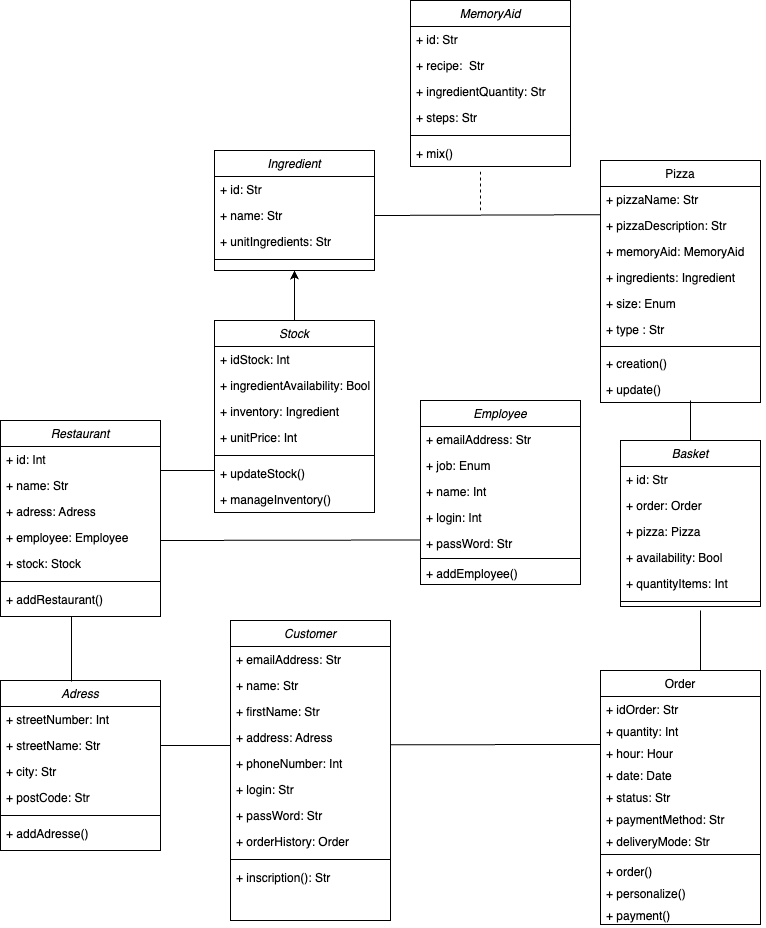 MemoryAid
+ id: Str
+ recipe:  Str
+ ingredientQuantity: Str
+ steps: Str
+ mix()
Ingredient
+ id: Str
+ name: Str
+ unitIngredients: Str
Pizza
+ pizzaName: Str
+ pizzaDescription: Str
+ memoryAid: MemoryAid
+ ingredients: Ingredient
+ size: Enum
+ type : Str
+ creation()
+ update()
Stock
+ idStock: Int
+ ingredientAvailability: Bool
+ inventory: Ingredient
+ unitPrice: Int
+ updateStock()
+ manageInventory()
Employee
+ emailAddress: Str
+ job: Enum
+ name: Int
+ login: Int
+ passWord: Str
+ addEmployee()
Restaurant
+ id: Int
+ name: Str
+ adress: Adress
+ employee: Employee
+ stock: Stock
+ addRestaurant()
Basket
+ id: Str
+ order: Order
+ pizza: Pizza
+ availability: Bool
+ quantityItems: Int
Customer
+ emailAddress: Str
+ name: Str
+ firstName: Str
+ address: Adress
+ phoneNumber: Int
+ login: Str
+ passWord: Str
+ orderHistory: Order
+ inscription(): Str
Adress
+ streetNumber: Int
+ streetName: Str
+ city: Str
+ postCode: Str
+ addAdresse()
Order
+ idOrder: Str
+ quantity: Int
+ hour: Hour
+ date: Date
+ status: Str
+ paymentMethod: Str
+ deliveryMode: Str
+ order()
+ personalize()
+ payment()